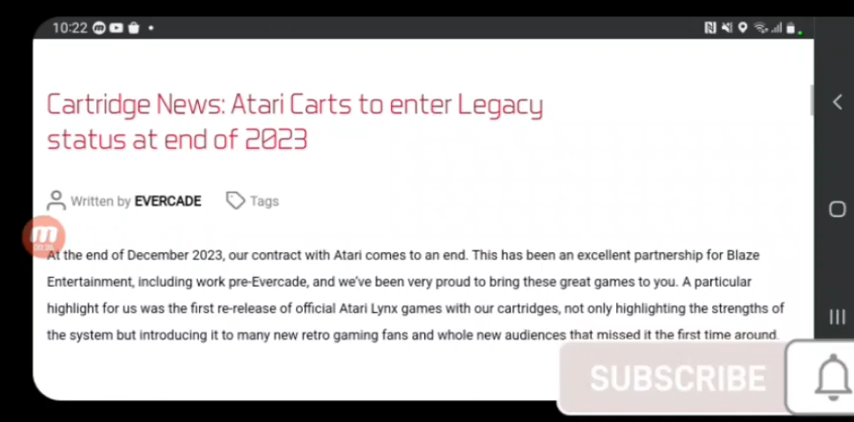 10:22
Cartridge News: Atari Carts to enter Legacy
status at end of 2023
Written by EVERCADE Tags
At the end of December 2023, our contract with Atari comes to an end. This has been an excellent partnership for Blaze
Entertainment, including work pre-Evercade, and we've been very proud to bring these great games to you. A particular
highlight for us was the first re-release of official Atari Lynx games with our cartridges, not only highlighting the strengths of
the system but introducing it to many new retro gaming fans and whole new audiences that missed it the first time around.
SUBSCRIBE